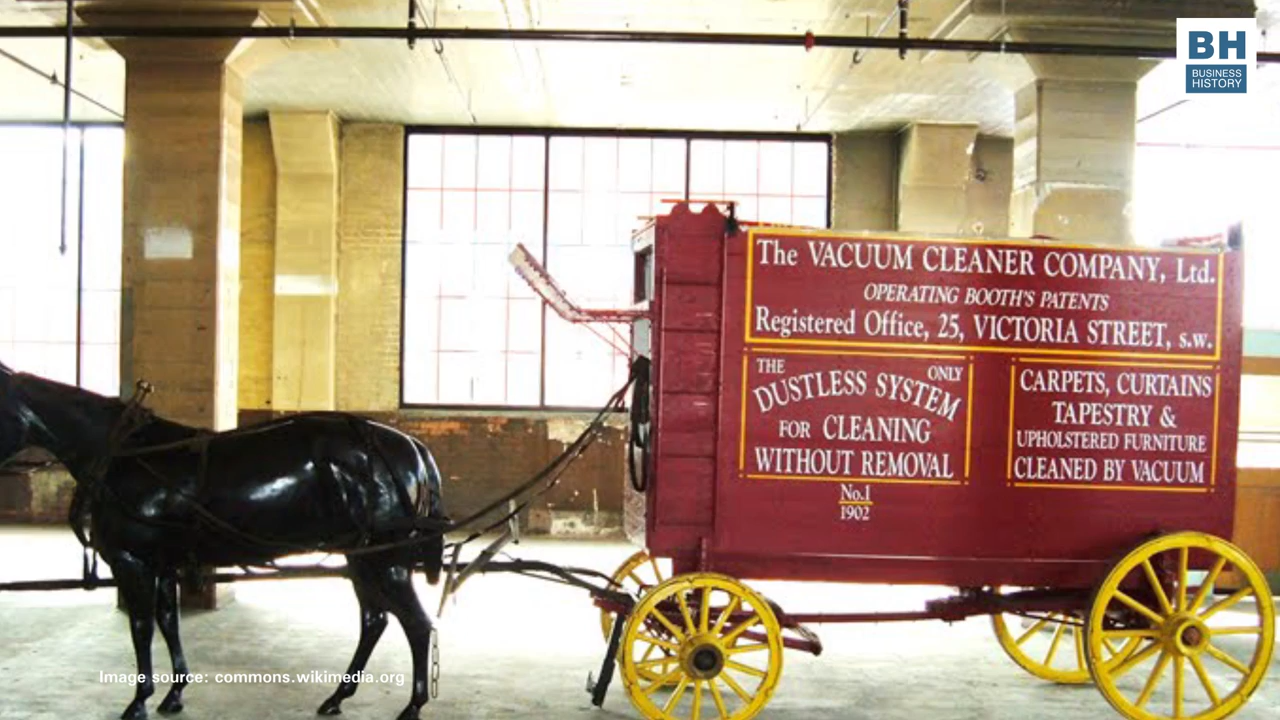 BH
BUSINESS
HISTORY
The VACUUM CLEANER COMPANY, Ltd.
OPERATING BOOTH'S PATENTS
Registered Office, 25, VICTORIA STREET, s.w.
THE ONLY
DUSTLESS SYSTEM
FOR CLEANING
WITHOUT REMOVAL
CARPETS, CURTAINS
TAPESTRY &
UPHOLSTERED FURNITURE
CLEANED BY VACUUM
No.1
1902
Image source: commons.wikimedia.org